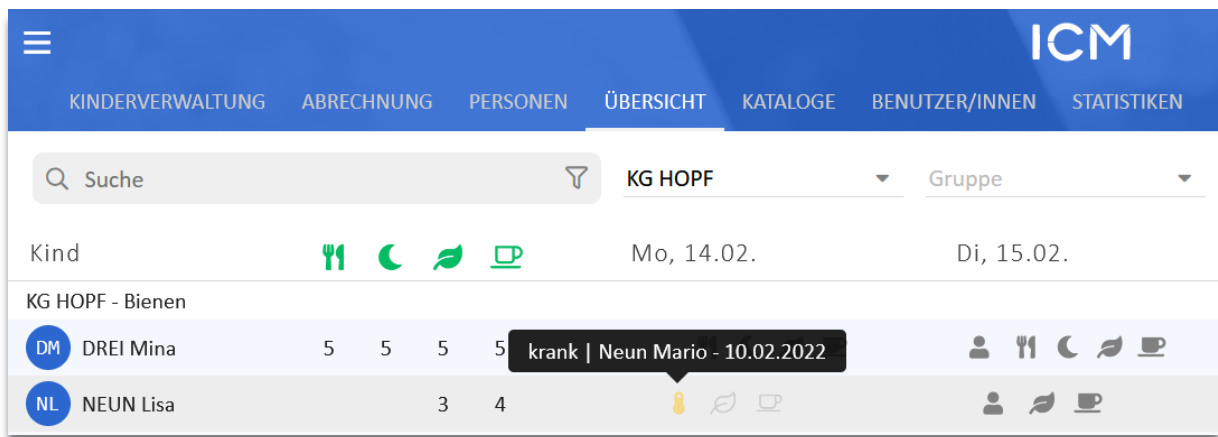 ICM
KINDERVERWALTUNG ABRECHNUNG PERSONEN ÜBERSICHT KATALOGE BENUTZER/INNEN STATISTIKEN
Suche KG HOPF Gruppe
Kind Mo, 14.02. Di, 15.02.
KG HOPF - Bienen
DM DREI Mina 5 5 5 5 krank | Neun Mario - 10.02.2022
NL NEUN Lisa 3 4